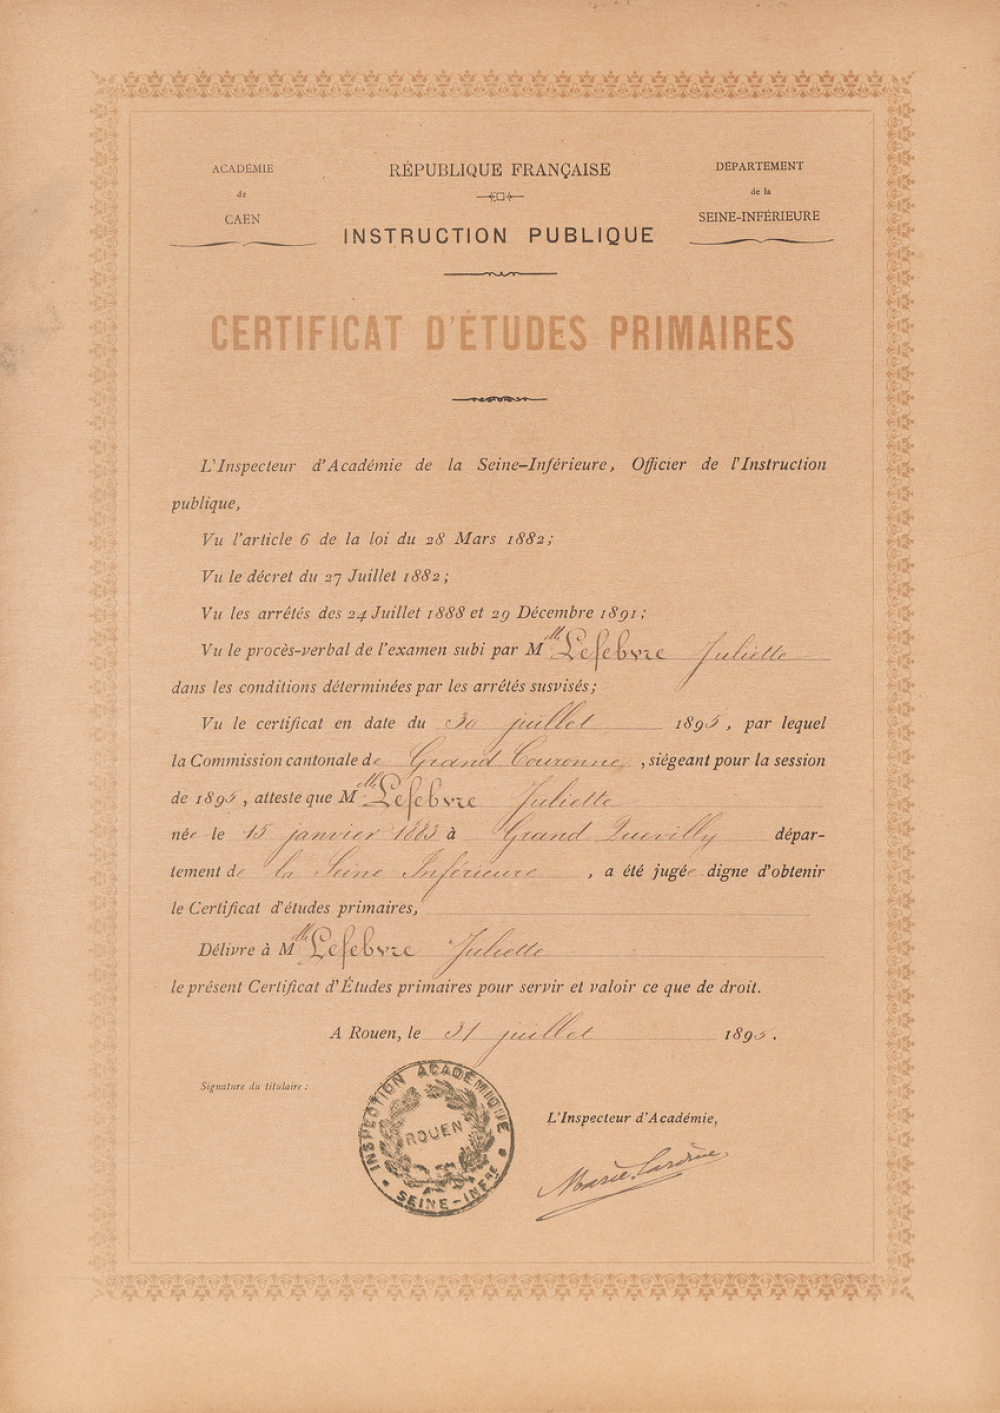 ACADÉMIE
de
CAEN
RÉPUBLIQUE FRANÇAISE
INSTRUCTION PUBLIQUE
DÉPARTEMENT
de la
SEINE-INFÉRIEURE
CERTIFICAT D'ÉTUDES PRIMAIRES
L'Inspecteur d'Académie de la Seine-Inférieure, Officier de l'Instruction
publique,
Vu l'article 6 de la loi du 28 Mars 1882;
Vu le décret du 27 Juillet 1882;
Vu les arrêtés des 24 Juillet 1888 et 29 Décembre 1891;
Vu le procès-verbal de l'examen subi par Mlle Lefebvre Juliette
dans les conditions déterminées par les arrêtés susvisés;
Vu le certificat en date du 30 juillet 1895, par lequel
la Commission cantonale de Grand Couronne, siégeant pour la session
de 1895, atteste que Mlle Lefebvre Juliette
née le 15 janvier 1883 à Grand Quevilly dépar-
tement de la Seine Inférieure, a été jugée digne d'obtenir
le Certificat d'études primaires,
Délivre à Mlle Lefebvre Juliette
le présent Certificat d'Études primaires pour servir et valoir ce que de droit.
A Rouen, le 31 juillet 1895.
Signature du titulaire:
INSPECTION ACADÉMIQUE
ROUEN
SEINE-INFRE
L'Inspecteur d'Académie,